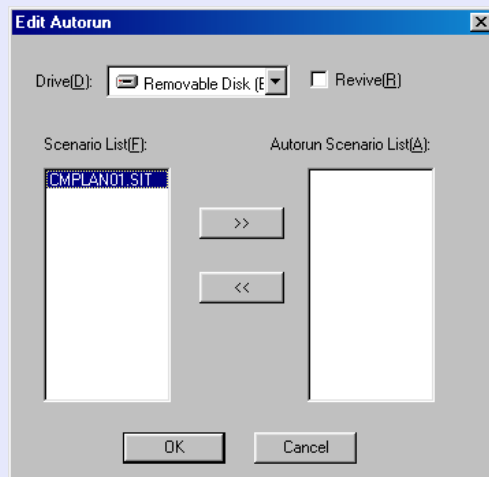 Edit Autorun
Drive(D): Removable Disk (E Revive(R)
Scenario List(F): Autorun Scenario List(A):
CMPLAN01.SIT
>>
<<
OK Cancel